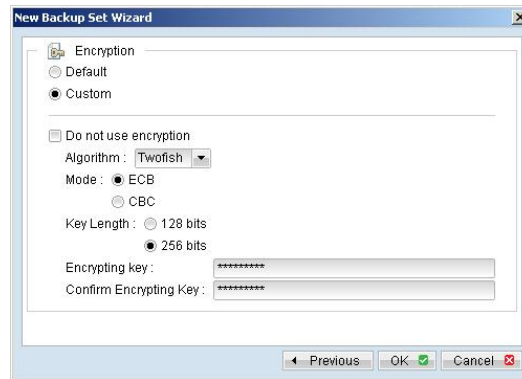 New Backup Set Wizard
Encryption
Default
Custom
Do not use encryption
Algorithm : Twofish
Mode : ECB
CBC
Key Length : 128 bits
256 bits
Encrypting key : *********
Confirm Encrypting Key : *********
Previous OK Cancel